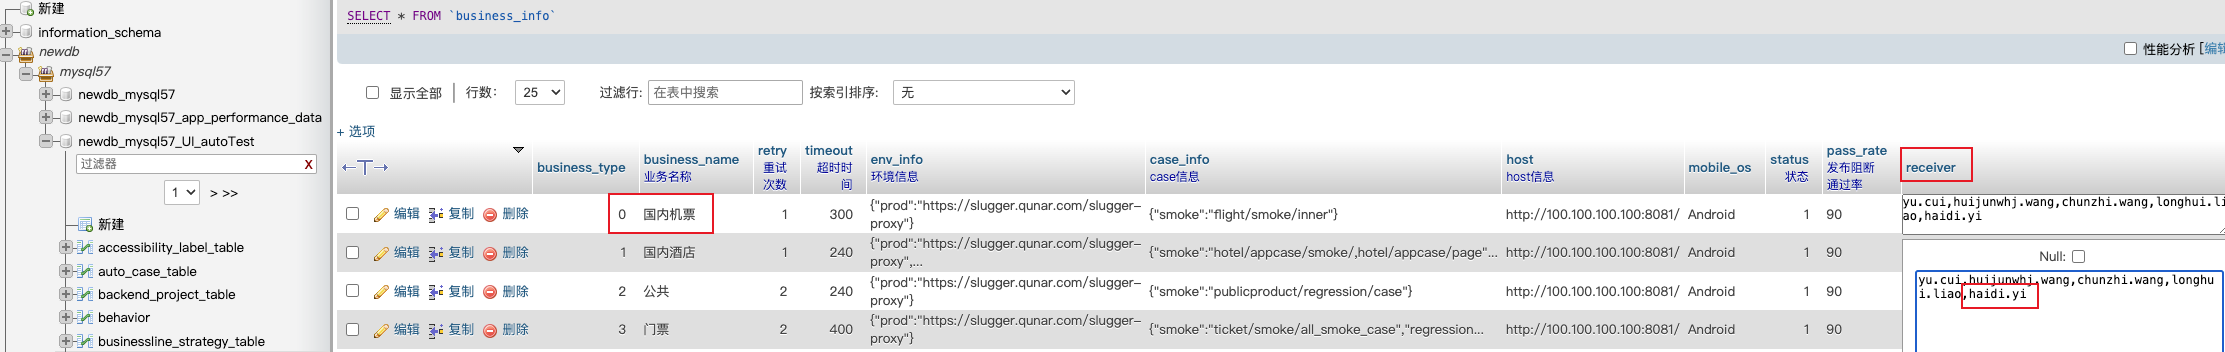 新建
information_schema
newdb
mysql57
newdb_mysql57
newdb_mysql57_app_performance_data
newdb_mysql57_UI_autoTest
过滤器 X
1 > >>
新建
accessibility_label_table
auto_case_table
backend_project_table
behavior
businessline_strategy_table
SELECT * FROM `business_info`
性能分析 [编辑
显示全部 | 行数: 25 过滤行: 在表中搜索 按索引排序: 无
+ 选项
←T→ business_type business_name 业务名称 retry 重试次数 timeout 超时时间 env_info 环境信息 case_info case信息 host host信息 mobile_os status 状态 pass_rate 发布阻断通过率 receiver
编辑 复制 删除 0 国内机票 1 300 {"prod":"https://slugger.qunar.com/slugger-proxy"} {"smoke":"flight/smoke/inner"} http://100.100.100.100:8081/ Android 1 90 yu.cui,huijunwhj.wang,chunzhi.wang,longhui.liao,haidi.yi
编辑 复制 删除 1 国内酒店 1 240 {"prod":"https://slugger.qunar.com/slugger-proxy",... {"smoke":"hotel/appcase/smoke/,hotel/appcase/page"... http://100.100.100.100:8081/ Android 1 90
编辑 复制 删除 2 公共 2 240 {"prod":"https://slugger.qunar.com/slugger-proxy"} {"smoke":"publicproduct/regression/case"} http://100.100.100.100:8081/ Android 1 90
编辑 复制 删除 3 门票 2 400 {"prod":"https://slugger.qunar.com/slugger-proxy"} {"smoke":"ticket/smoke/all_smoke_case","regression... http://100.100.100.100:8081/ Android 1 90
Null:
yu.cui,huijunwhj.wang,chunzhi.wang,longhu
i.liao,haidi.yi